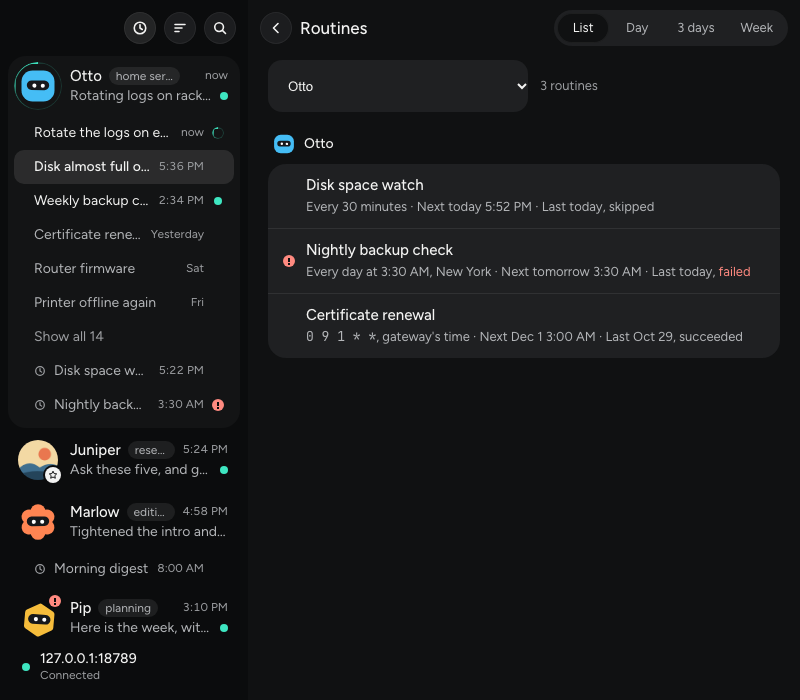 Otto home ser... now
Rotating logs on rack...
Rotate the logs on e... now
Disk almost full o... 5:36 PM
Weekly backup c... 2:34 PM
Certificate rene... Yesterday
Router firmware Sat
Printer offline again Fri
Show all 14
Disk space w... 5:22 PM
Nightly back... 3:30 AM
Juniper rese... 5:24 PM
Ask these five, and g...
Marlow editi... 4:58 PM
Tightened the intro and...
Morning digest 8:00 AM
Pip planning 3:10 PM
Here is the week, wit...
127.0.0.1:18789
Connected
Routines
List Day 3 days Week
Otto 3 routines
Otto
Disk space watch
Every 30 minutes · Next today 5:52 PM · Last today, skipped
Nightly backup check
Every day at 3:30 AM, New York · Next tomorrow 3:30 AM · Last today, failed
Certificate renewal
0 9 1 * *, gateway's time · Next Dec 1 3:00 AM · Last Oct 29, succeeded